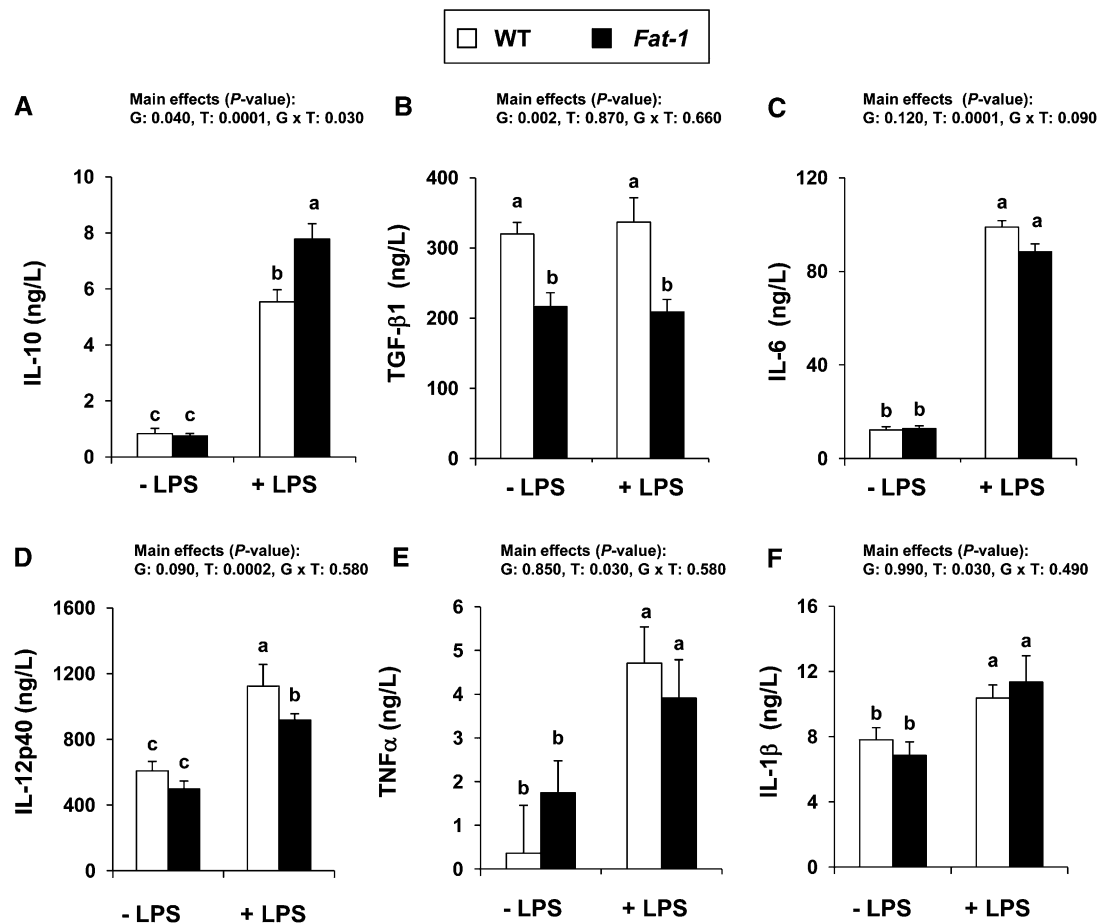 WT Fat-1
A
Main effects (P-value):
G: 0.040, T: 0.0001, G x T: 0.030
IL-10 (ng/L)
10
8
6
4
2
0
c c b a
- LPS + LPS
B
Main effects (P-value):
G: 0.002, T: 0.870, G x T: 0.660
TGF-β1 (ng/L)
400
300
200
100
0
a b a b
- LPS + LPS
C
Main effects (P-value):
G: 0.120, T: 0.0001, G x T: 0.090
IL-6 (ng/L)
120
80
40
0
b b a a
- LPS + LPS
D
Main effects (P-value):
G: 0.090, T: 0.0002, G x T: 0.580
IL-12p40 (ng/L)
1600
1200
800
400
0
c c a b
- LPS + LPS
E
Main effects (P-value):
G: 0.850, T: 0.030, G x T: 0.580
TNFα (ng/L)
6
5
4
3
2
1
0
b b a a
- LPS + LPS
F
Main effects (P-value):
G: 0.990, T: 0.030, G x T: 0.490
IL-1β (ng/L)
16
12
8
4
0
b b a a
- LPS + LPS